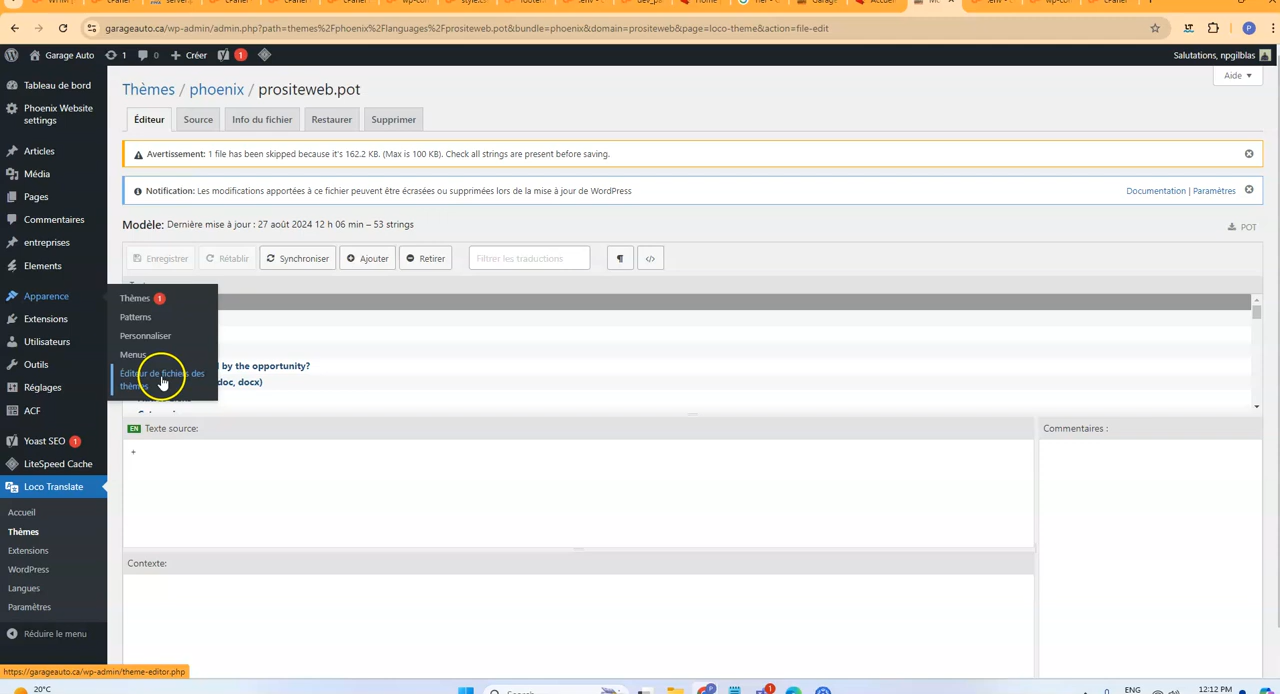 garageauto.ca/wp-admin/admin.php?path=themes%2Fphoenix%2Flanguages%2Fprositeweb.pot&bundle=phoenix&domain=prositeweb&page=loco-theme&action=file-edit
Garage Auto 1 0 Créer 1 Salutations, npgilblas
Aide
Tableau de bord
Phoenix Website settings
Articles
Média
Pages
Commentaires
entreprises
Elements
Apparence
Extensions
Utilisateurs
Outils
Réglages
ACF
Yoast SEO 1
LiteSpeed Cache
Loco Translate
Accueil
Thèmes
Extensions
WordPress
Langues
Paramètres
Réduire le menu
Thèmes 1
Patterns
Personnaliser
Menus
Éditeur de fichiers des
thèmes
Thèmes / phoenix / prositeweb.pot
Éditeur Source Info du fichier Restaurer Supprimer
Avertissement: 1 file has been skipped because it's 162.2 KB. (Max is 100 KB). Check all strings are present before saving.
Notification: Les modifications apportées à ce fichier peuvent être écrasées ou supprimées lors de la mise à jour de WordPress Documentation | Paramètres
Modèle: Dernière mise à jour : 27 août 2024 12 h 06 min – 53 strings POT
Enregistrer Rétablir Synchroniser Ajouter Retirer Filtrer les traductions ¶ </>
by the opportunity?
doc, docx)
EN Texte source: Commentaires :
+
Contexte:
https://garageauto.ca/wp-admin/theme-editor.php
20°C Search ENG 12:12 PM